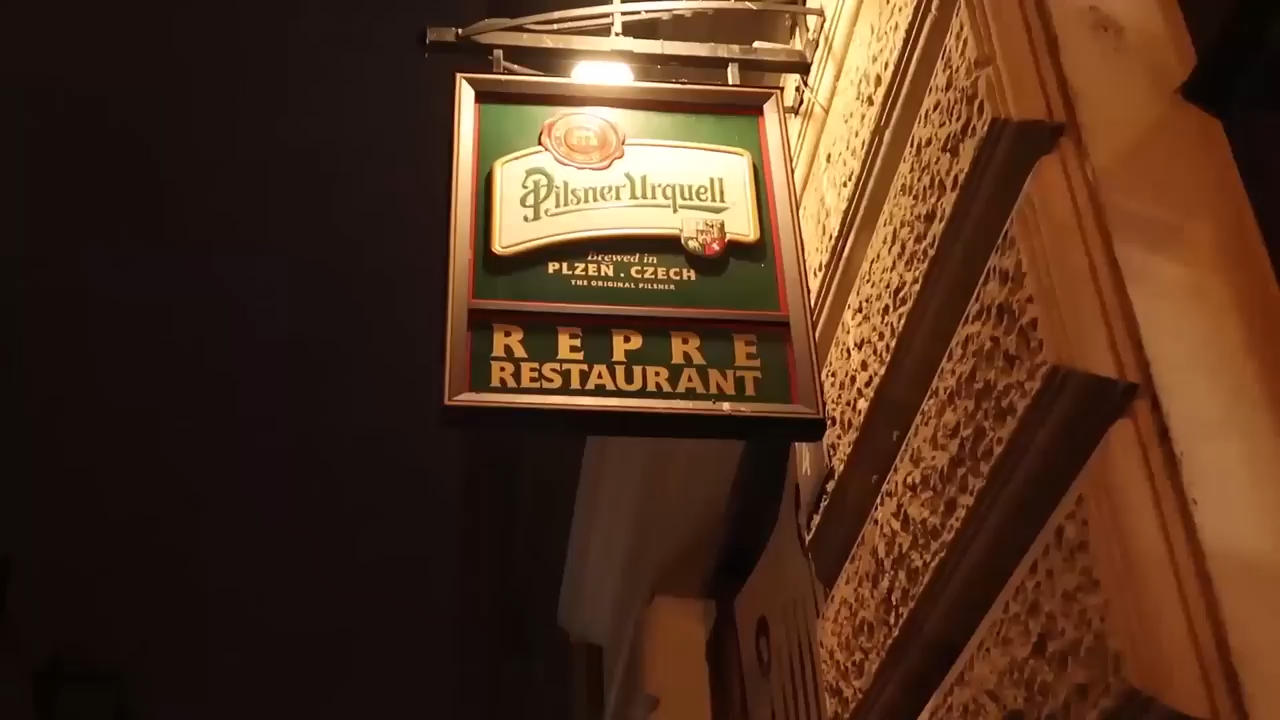 Pilsner Urquell
Brewed in
PLZEŇ . CZECH
THE ORIGINAL PILSNER
REPRE
RESTAURANT